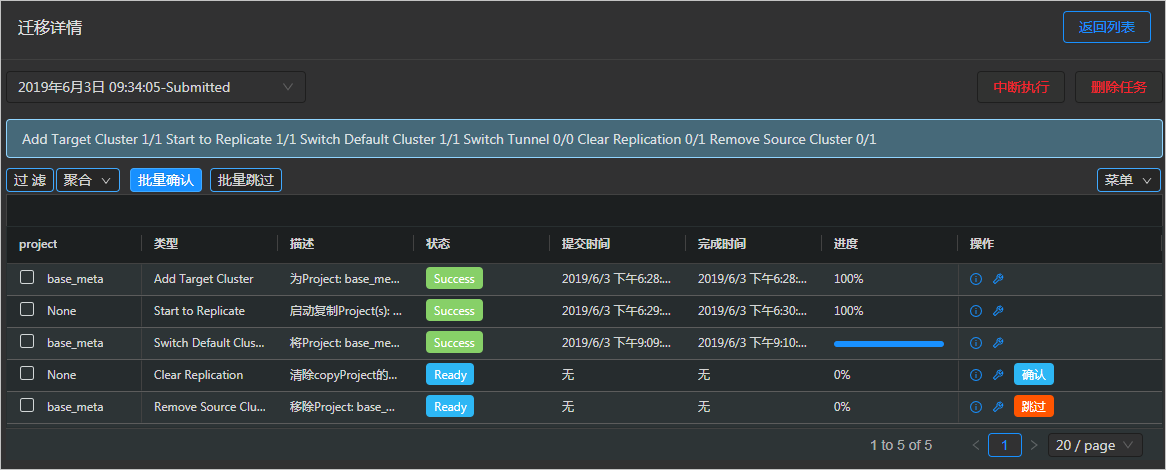 迁移详情
返回列表
2019年6月3日 09:34:05-Submitted
中断执行 删除任务
Add Target Cluster 1/1 Start to Replicate 1/1 Switch Default Cluster 1/1 Switch Tunnel 0/0 Clear Replication 0/1 Remove Source Cluster 0/1
过 滤 聚合 批量确认 批量跳过 菜单
project 类型 描述 状态 提交时间 完成时间 进度 操作
base_meta Add Target Cluster 为Project: base_me... Success 2019/6/3 下午6:28:... 2019/6/3 下午6:28:... 100%
None Start to Replicate 启动复制Project(s): ... Success 2019/6/3 下午6:29:... 2019/6/3 下午6:30:... 100%
base_meta Switch Default Clus... 将Project: base_me... Success 2019/6/3 下午9:09:... 2019/6/3 下午9:10:...
None Clear Replication 清除copyProject的... Ready 无 无 0% 确认
base_meta Remove Source Clu... 移除Project: base_... Ready 无 无 0% 跳过
1 to 5 of 5 1 20 / page